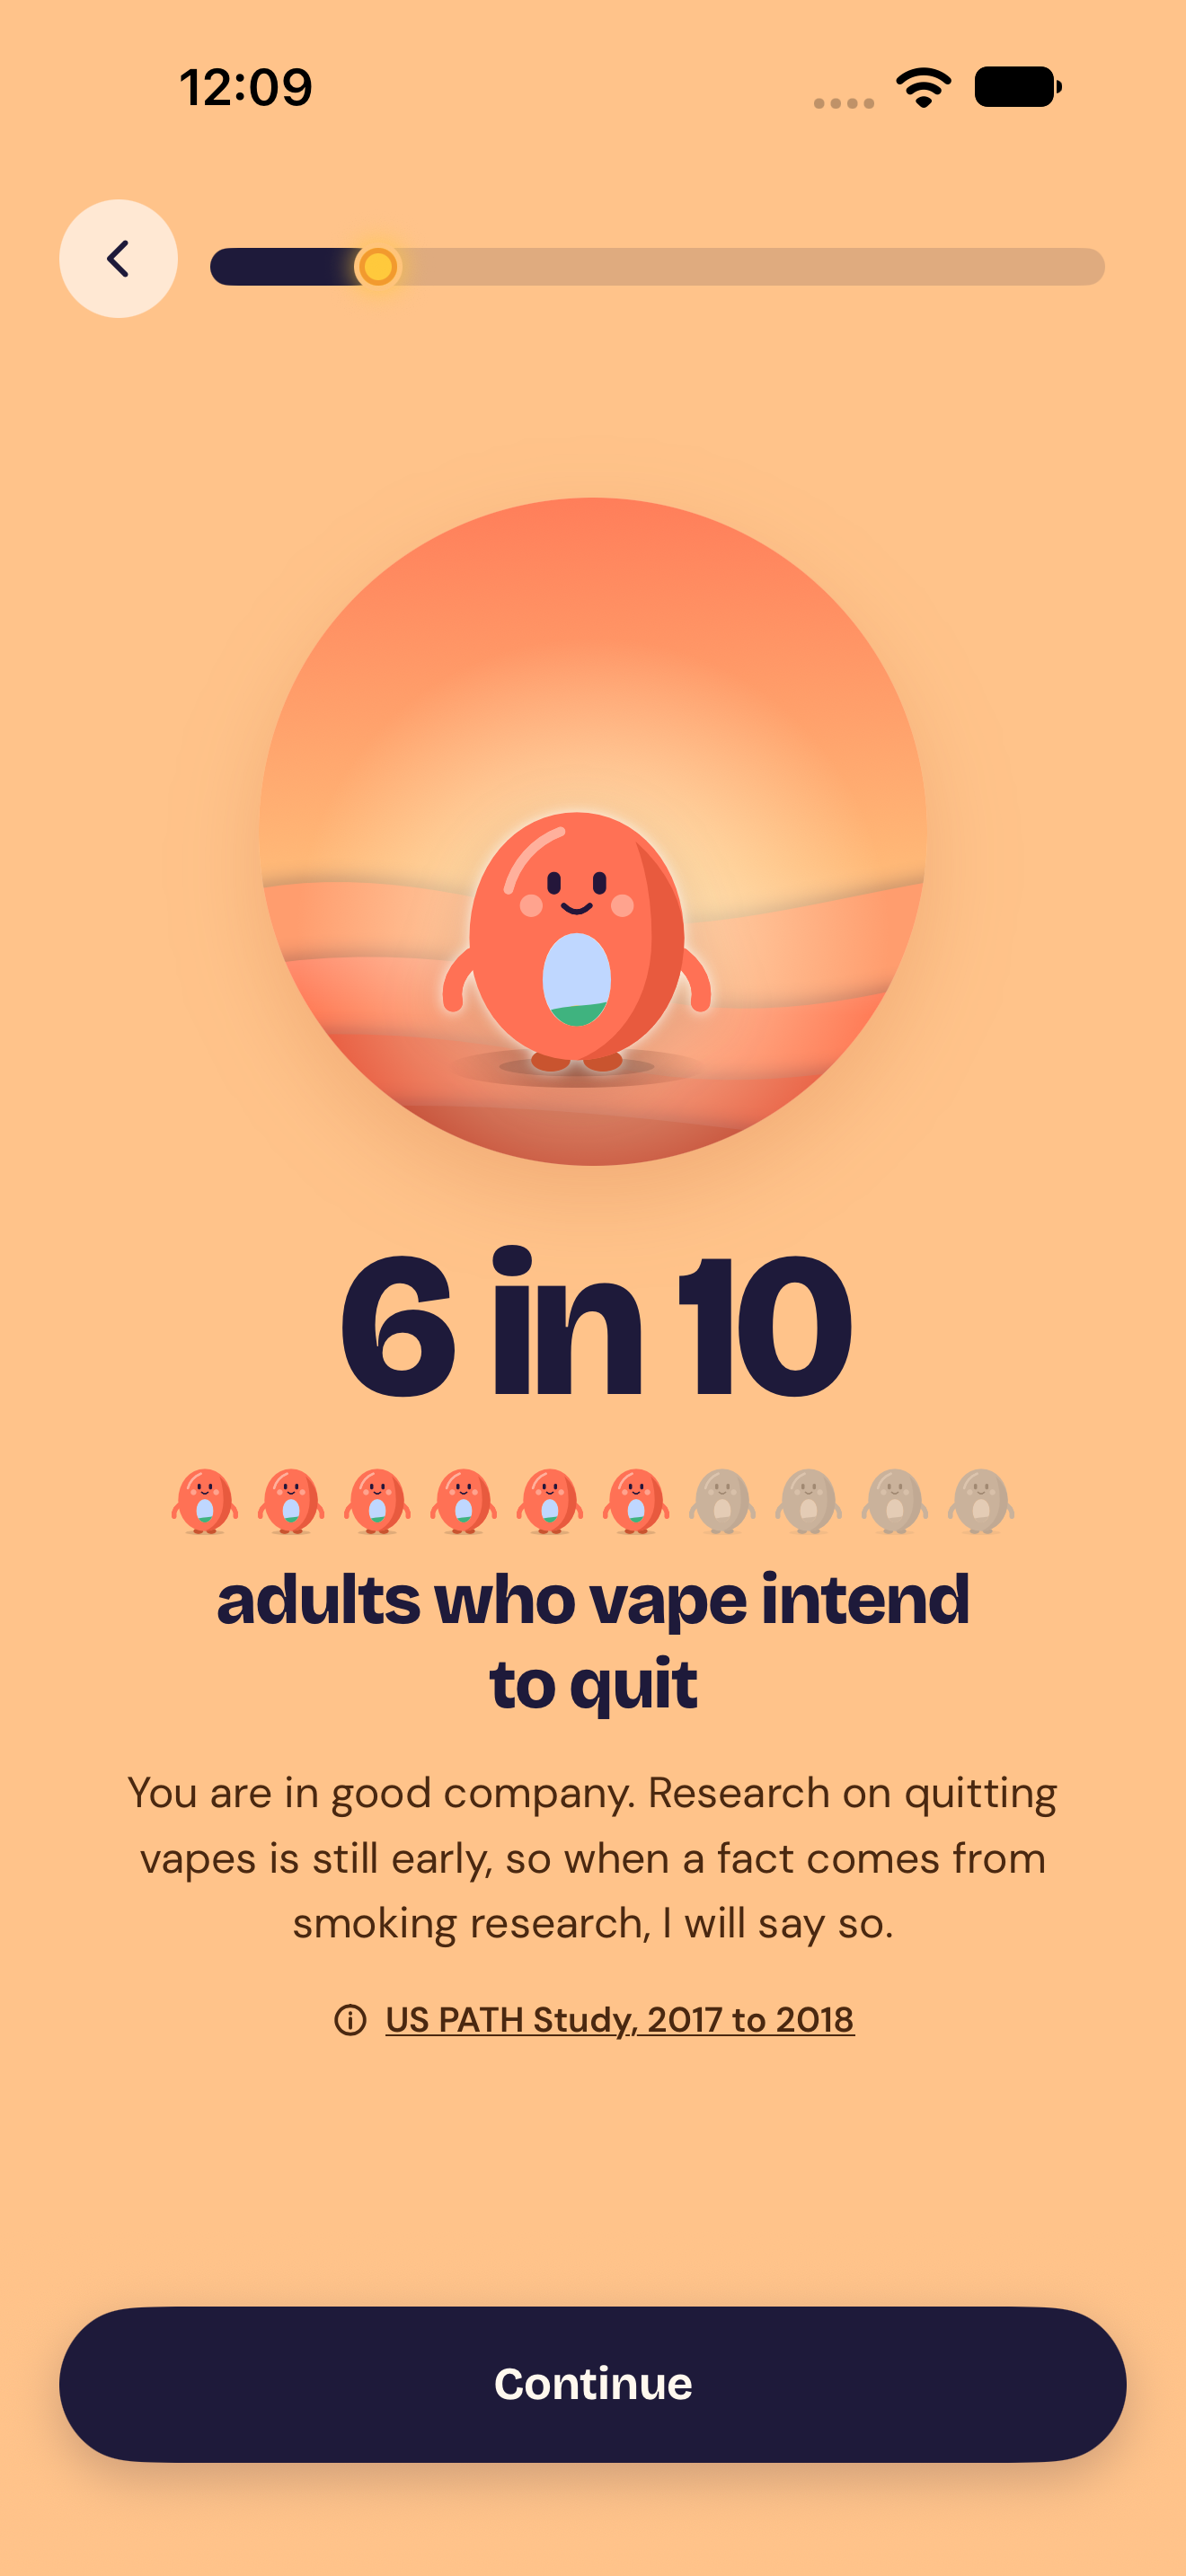 12:09
6 in 10
adults who vape intend
to quit
You are in good company. Research on quitting
vapes is still early, so when a fact comes from
smoking research, I will say so.
US PATH Study, 2017 to 2018
Continue